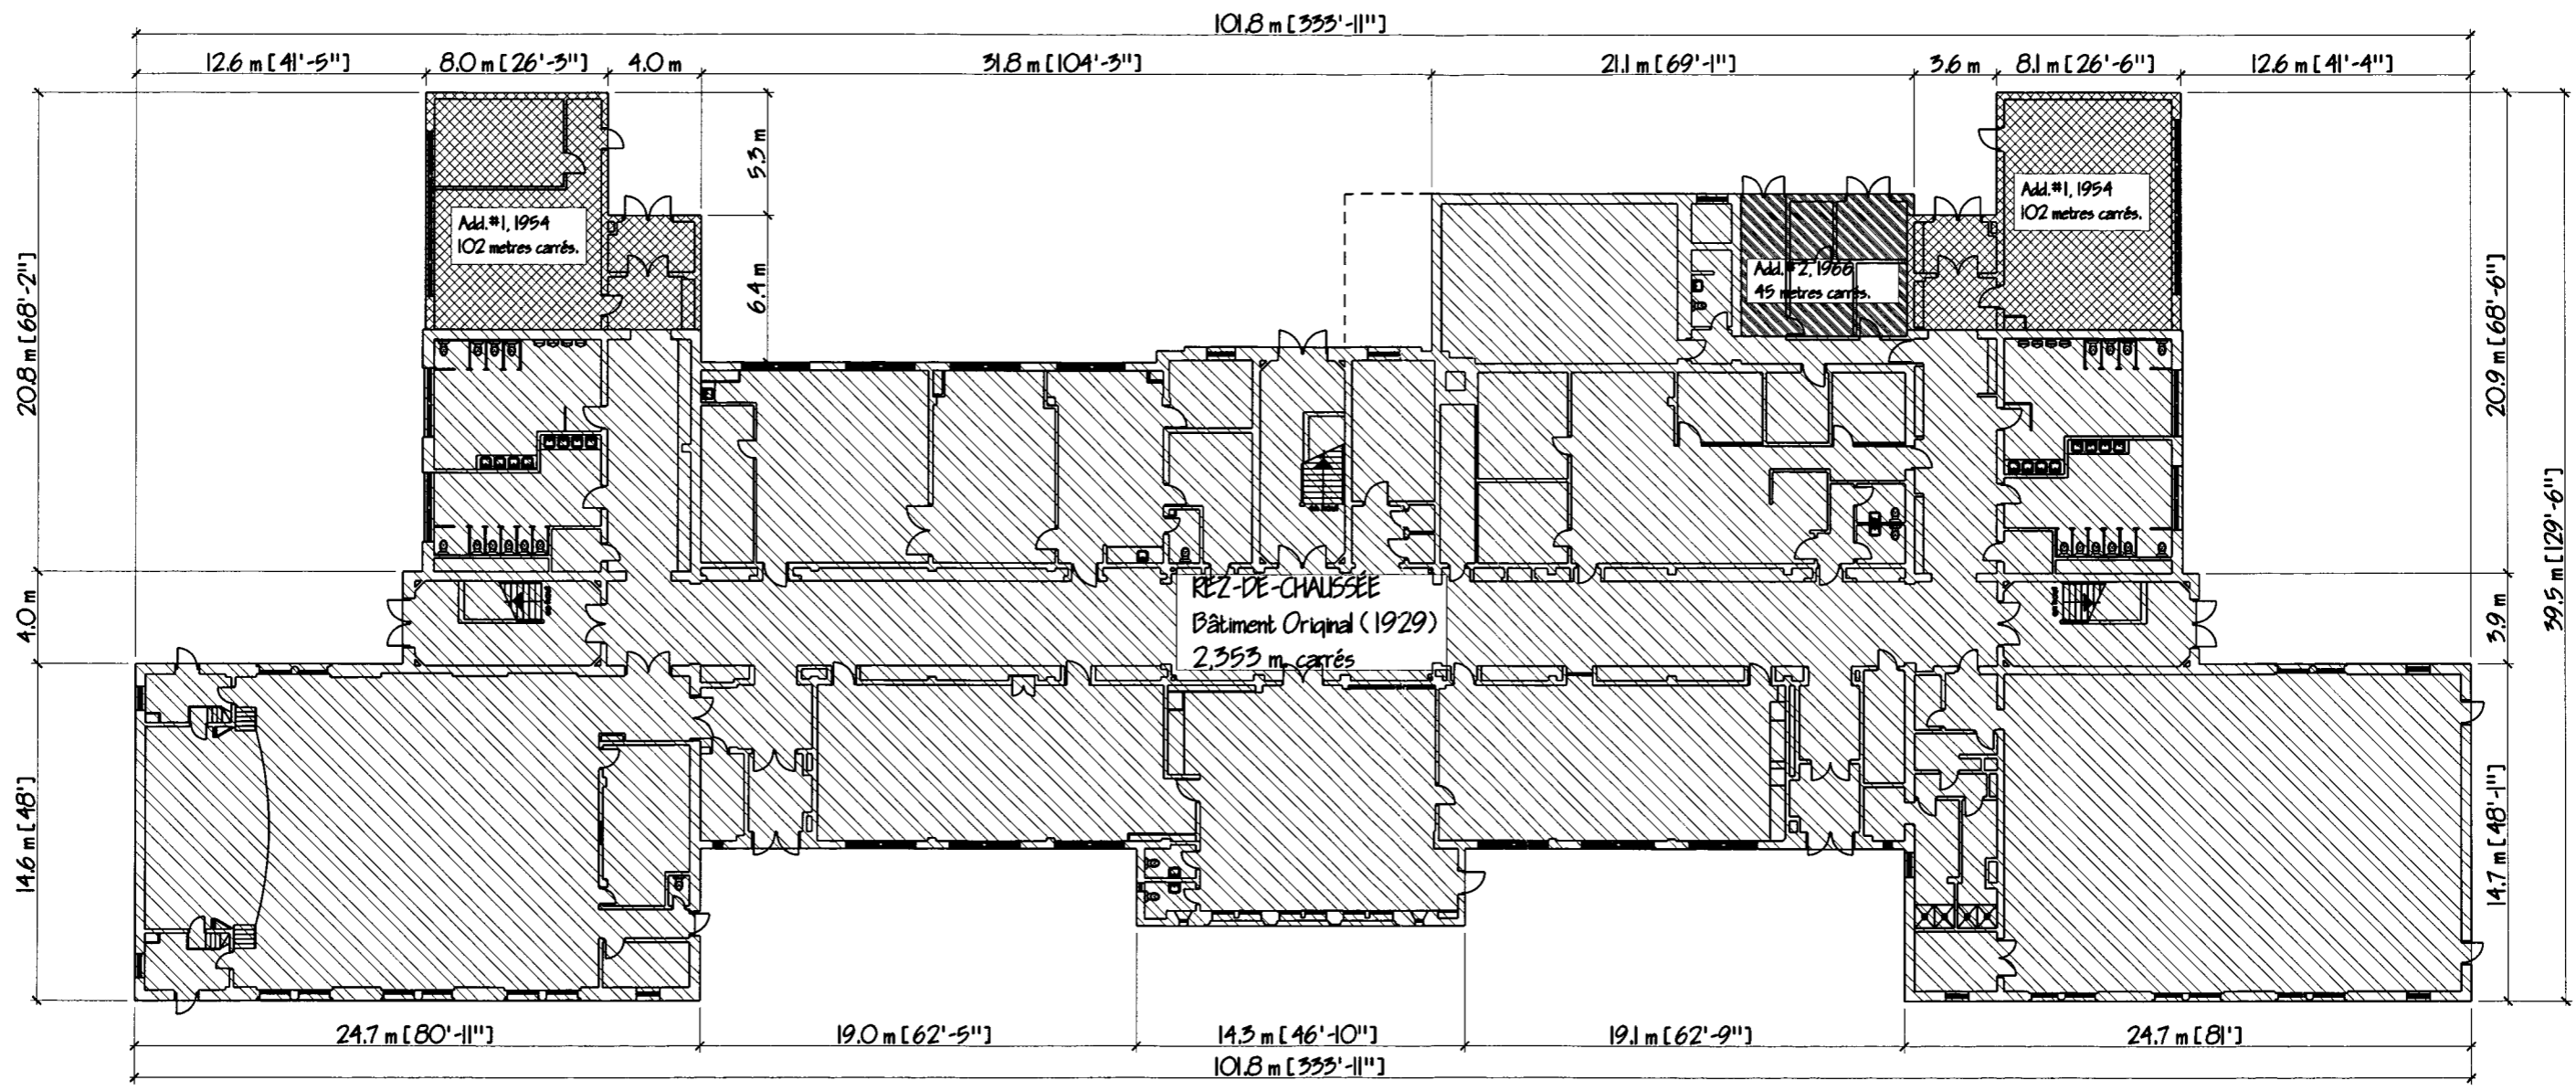 101.8 m [333'-11"]
12.6 m [41'-5"]
8.0 m [26'-3"]
4.0 m
31.8 m [104'-3"]
21.1 m [69'-1"]
3.6 m
8.1 m [26'-6"]
12.6 m [41'-4"]
5.3 m
6.4 m
20.8 m [68'-2"]
4.0 m
14.6 m [48']
Add.#1, 1954
102 metres carrés.
Add.#2, 1966
45 metres carrés.
Add.#1, 1954
102 metres carrés.
20.9 m [68'-6"]
3.9 m
14.7 m [48'-1"]
39.5 m [129'-6"]
REZ-DE-CHAUSSÉE
Bâtiment Original (1929)
2,353 m. carrés
24.7 m [80'-11"]
19.0 m [62'-5"]
14.3 m [46'-10"]
19.1 m [62'-9"]
24.7 m [81']
101.8 m [333'-11"]